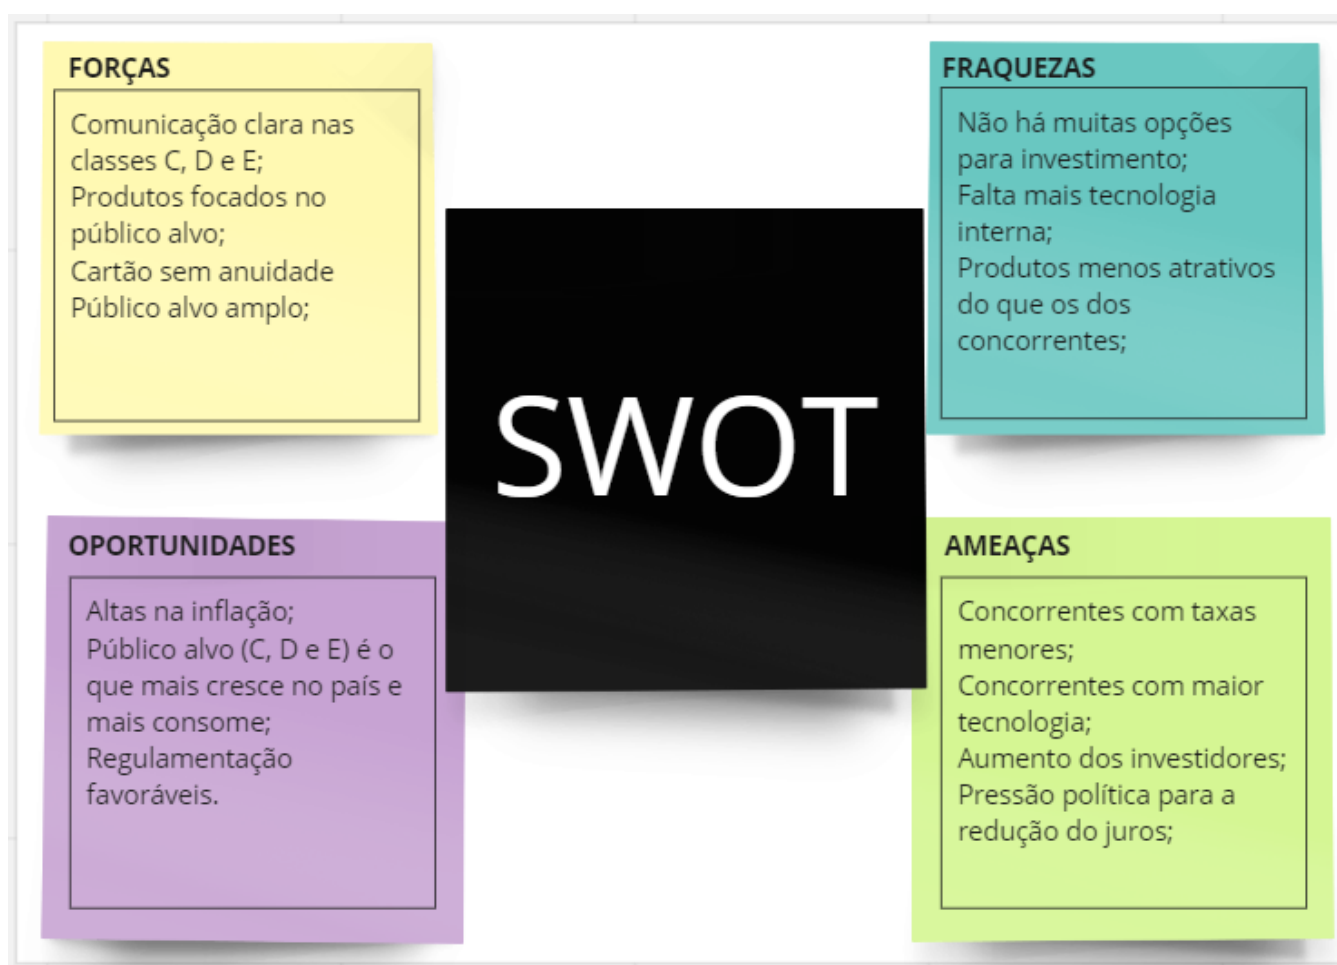 FORÇAS
Comunicação clara nas
classes C, D e E;
Produtos focados no
público alvo;
Cartão sem anuidade
Público alvo amplo;
FRAQUEZAS
Não há muitas opções
para investimento;
Falta mais tecnologia
interna;
Produtos menos atrativos
do que os dos
concorrentes;
SWOT
OPORTUNIDADES
Altas na inflação;
Público alvo (C, D e E) é o
que mais cresce no país e
mais consome;
Regulamentação
favoráveis.
AMEAÇAS
Concorrentes com taxas
menores;
Concorrentes com maior
tecnologia;
Aumento dos investidores;
Pressão política para a
redução do juros;